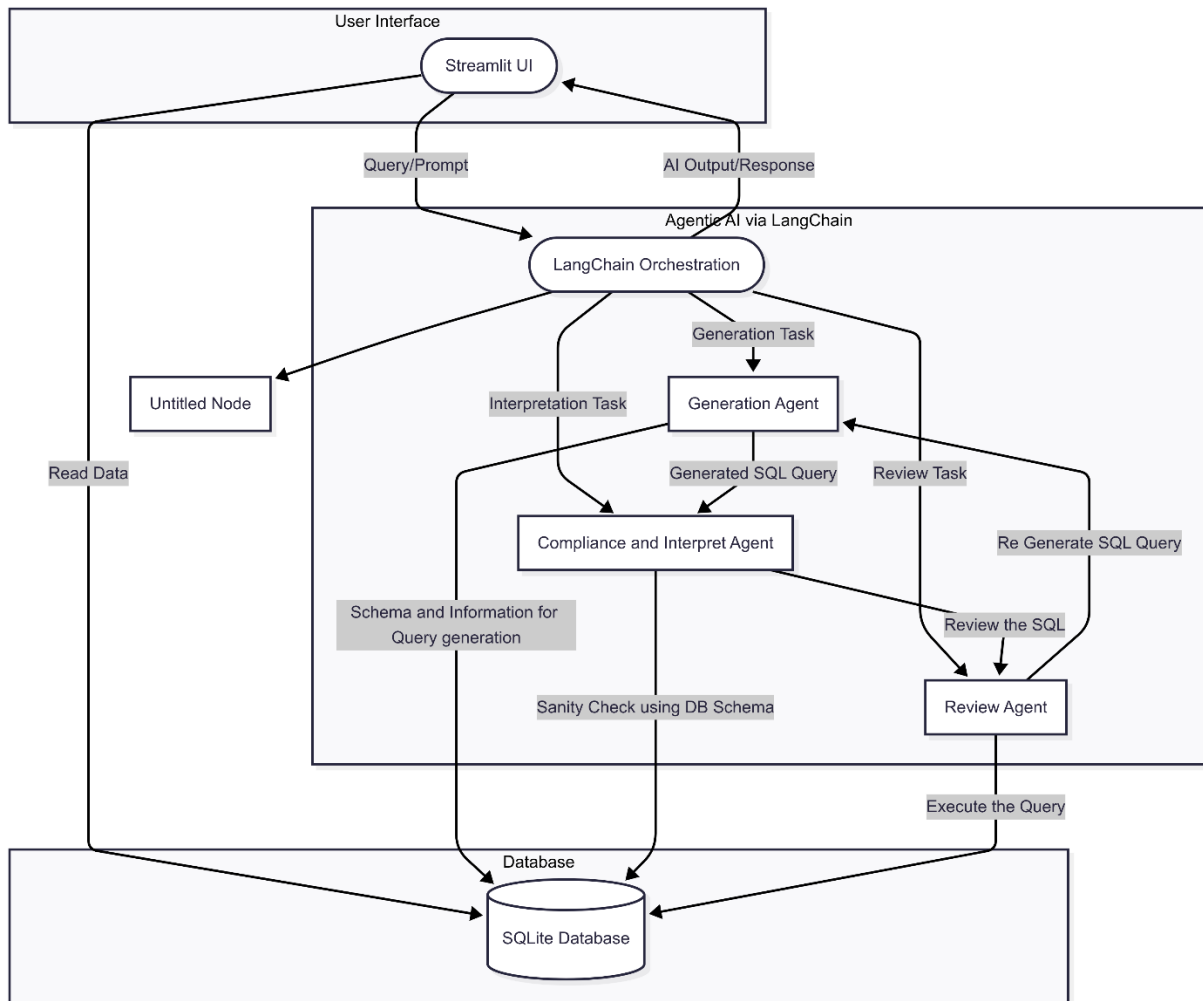 User Interface
Streamlit UI
Query/Prompt
AI Output/Response
Agentic AI via LangChain
LangChain Orchestration
Generation Task
Untitled Node
Interpretation Task
Generation Agent
Read Data
Generated SQL Query
Review Task
Compliance and Interpret Agent
Re Generate SQL Query
Schema and Information for
Query generation
Review the SQL
Sanity Check using DB Schema
Review Agent
Execute the Query
Database
SQLite Database